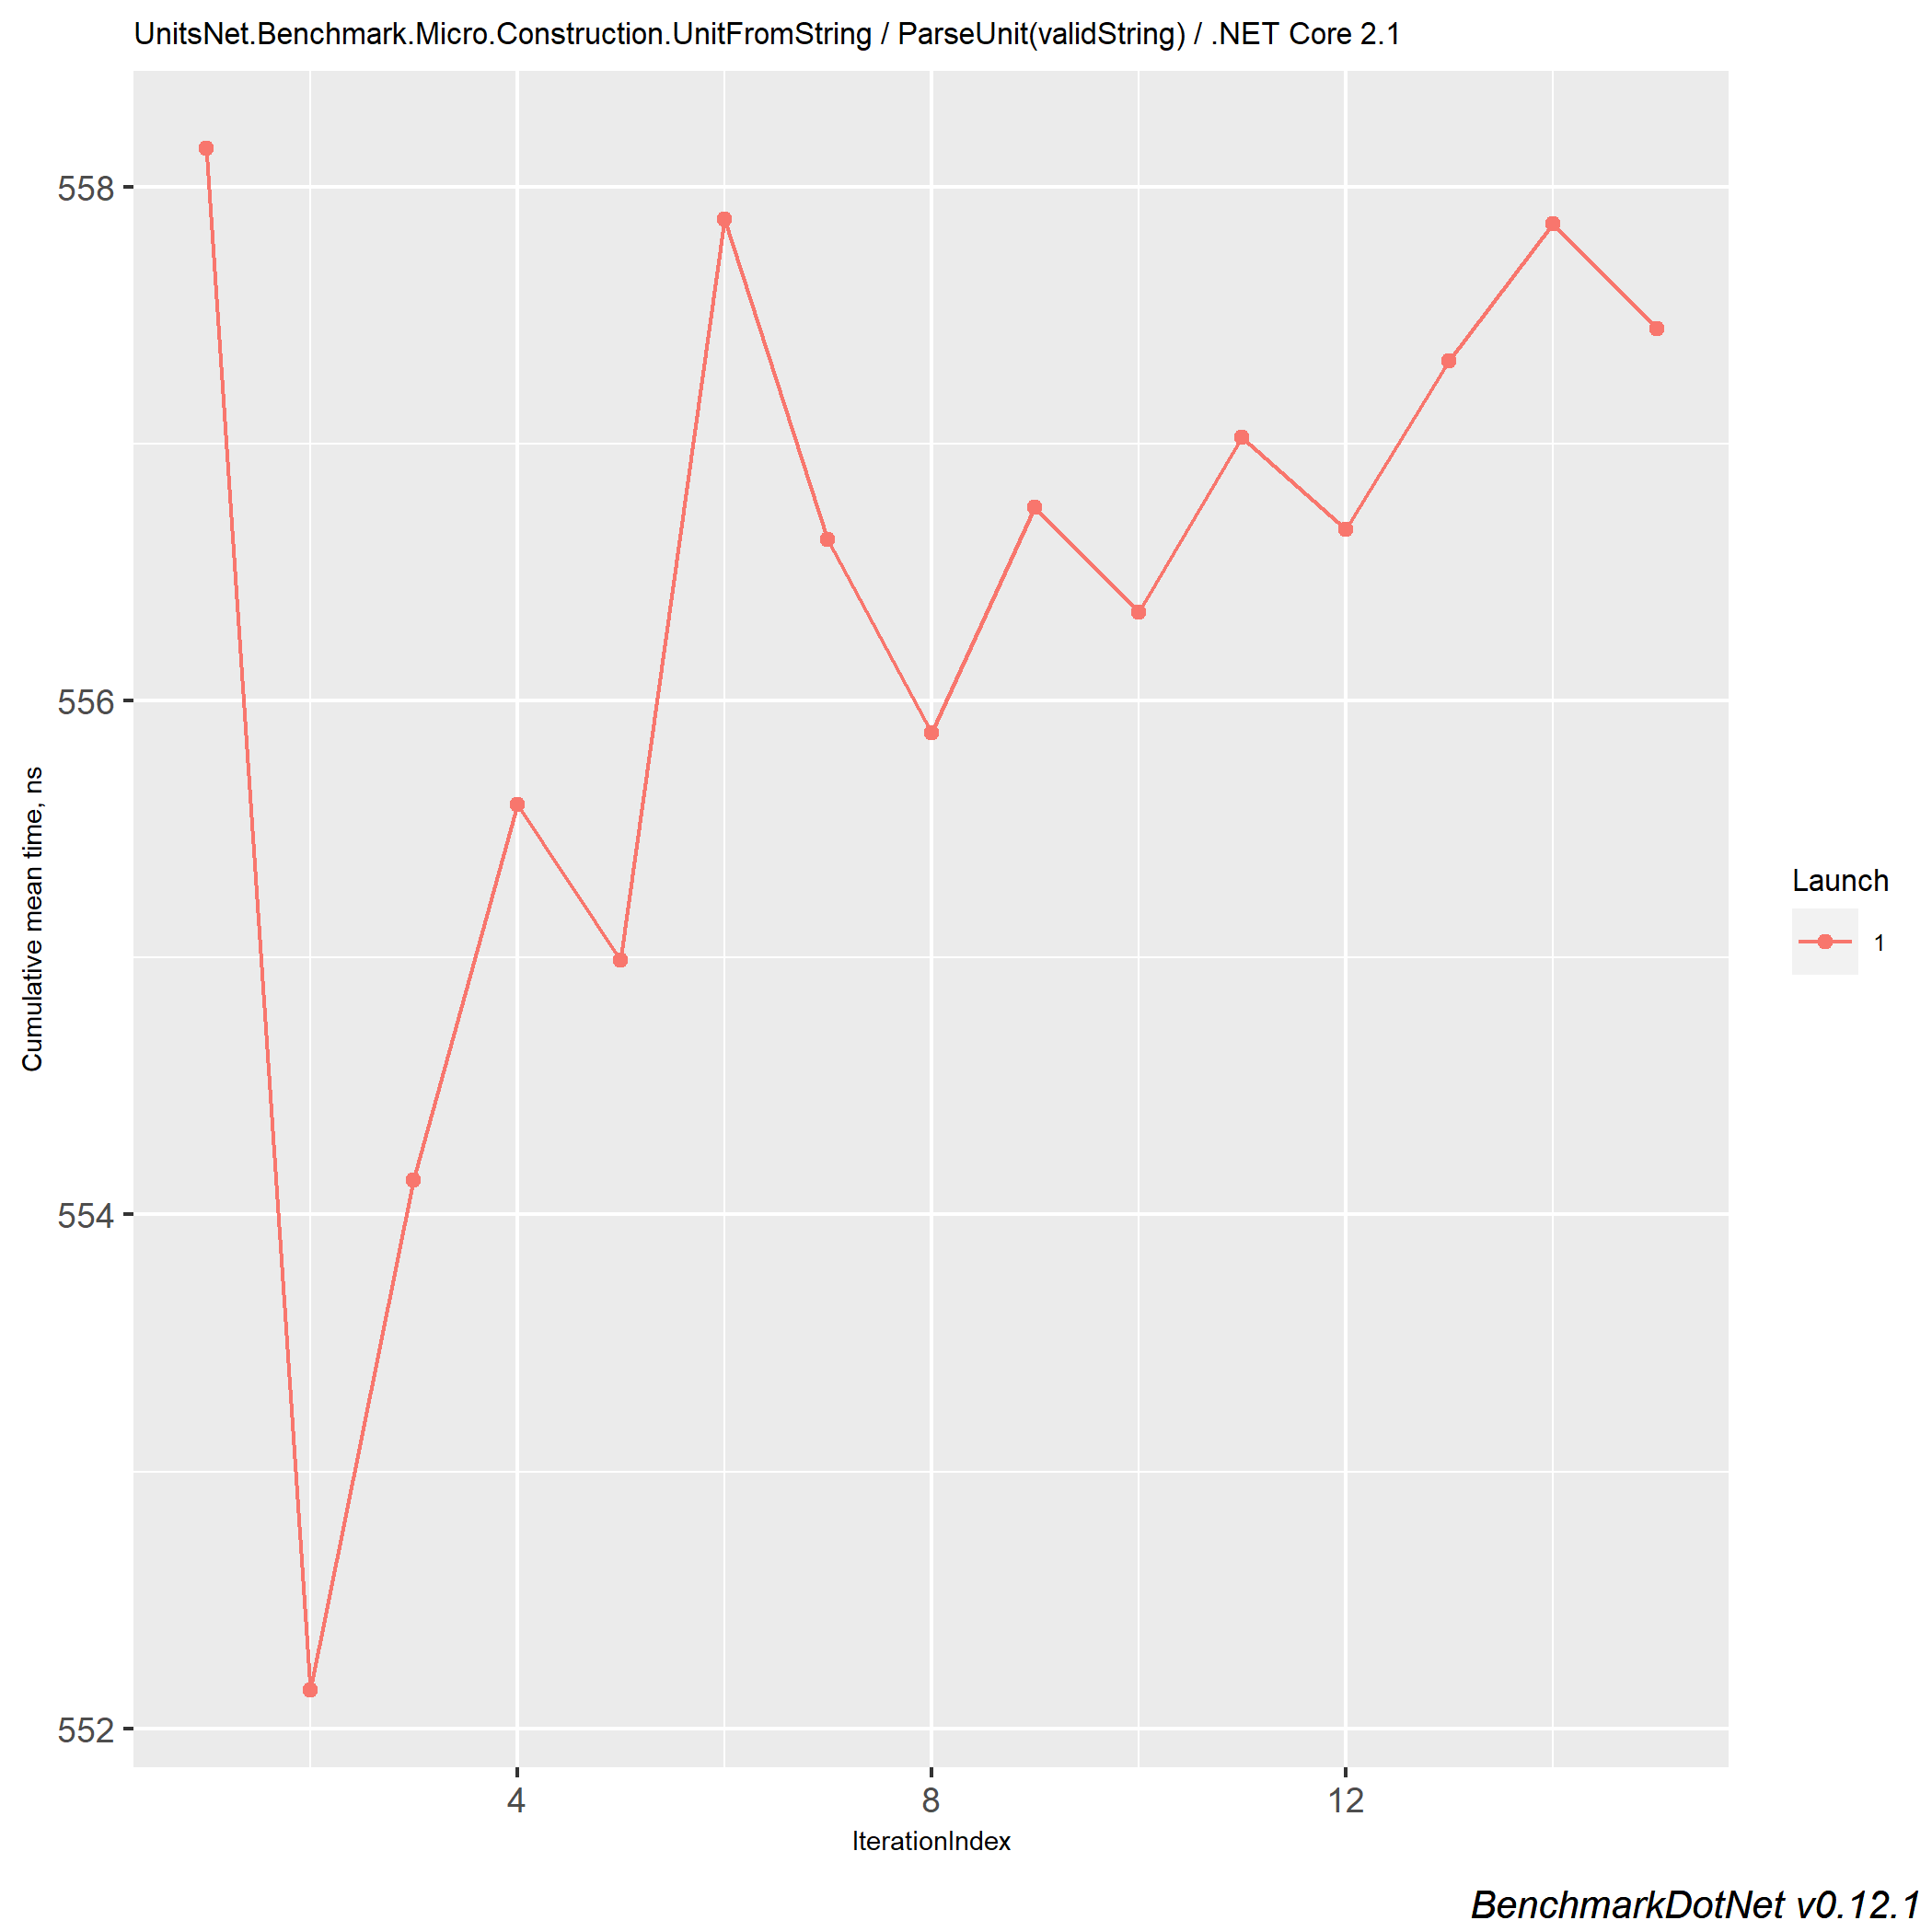 UnitsNet.Benchmark.Micro.Construction.UnitFromString / ParseUnit(validString) / .NET Core 2.1
558
556
554
552
Cumulative mean time, ns
4 8 12
IterationIndex
Launch
1
BenchmarkDotNet v0.12.1